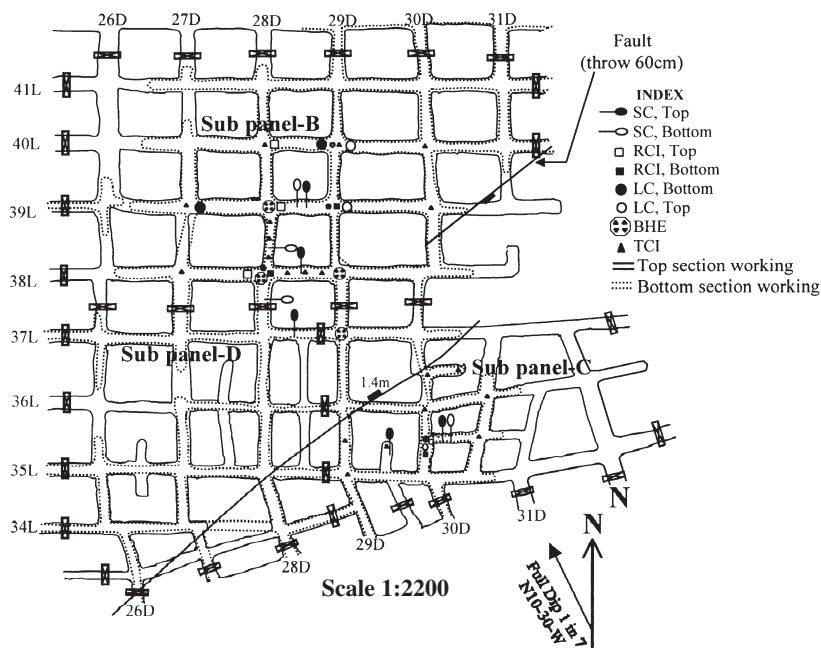 26D 27D 28D 29D 30D 31D
Fault
(throw 60cm)
41L
INDEX
SC, Top
Sub panel-B
SC, Bottom
40L
RCI, Top
RCI, Bottom
LC, Bottom
39L
LC, Top
BHE
TCI
38L
Top section working
Bottom section working
37L
Sub panel-D
Sub panel-C
1.4m
36L
35L
N
34L
31D
30D
N
29D
28D
Full Dip 1 in 7
N10-30-W
Scale 1:2200
26D